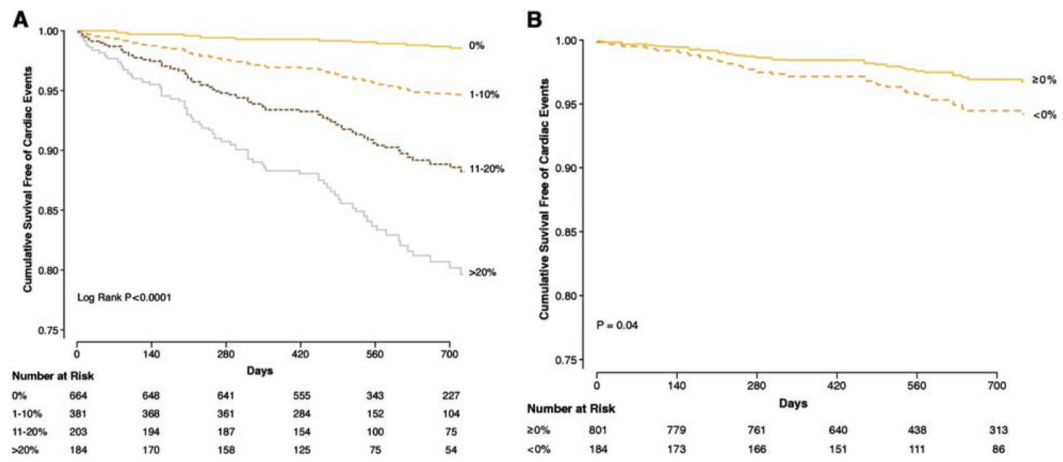 A
Cumulative Suvival Free of Cardiac Events
1.00
0.95
0.90
0.85
0.80
0.75
0%
1-10%
11-20%
>20%
Log Rank P<0.0001
0 140 280 420 560 700
Days
Number at Risk
0% 664 648 641 555 343 227
1-10% 381 368 361 284 152 104
11-20% 203 194 187 154 100 75
>20% 184 170 158 125 75 54
B
Cumulative Suvival Free of Cardiac Events
1.00
0.95
0.90
0.85
0.80
0.75
≥0%
<0%
P = 0.04
0 140 280 420 560 700
Days
Number at Risk
≥0% 801 779 761 640 438 313
<0% 184 173 166 151 111 86